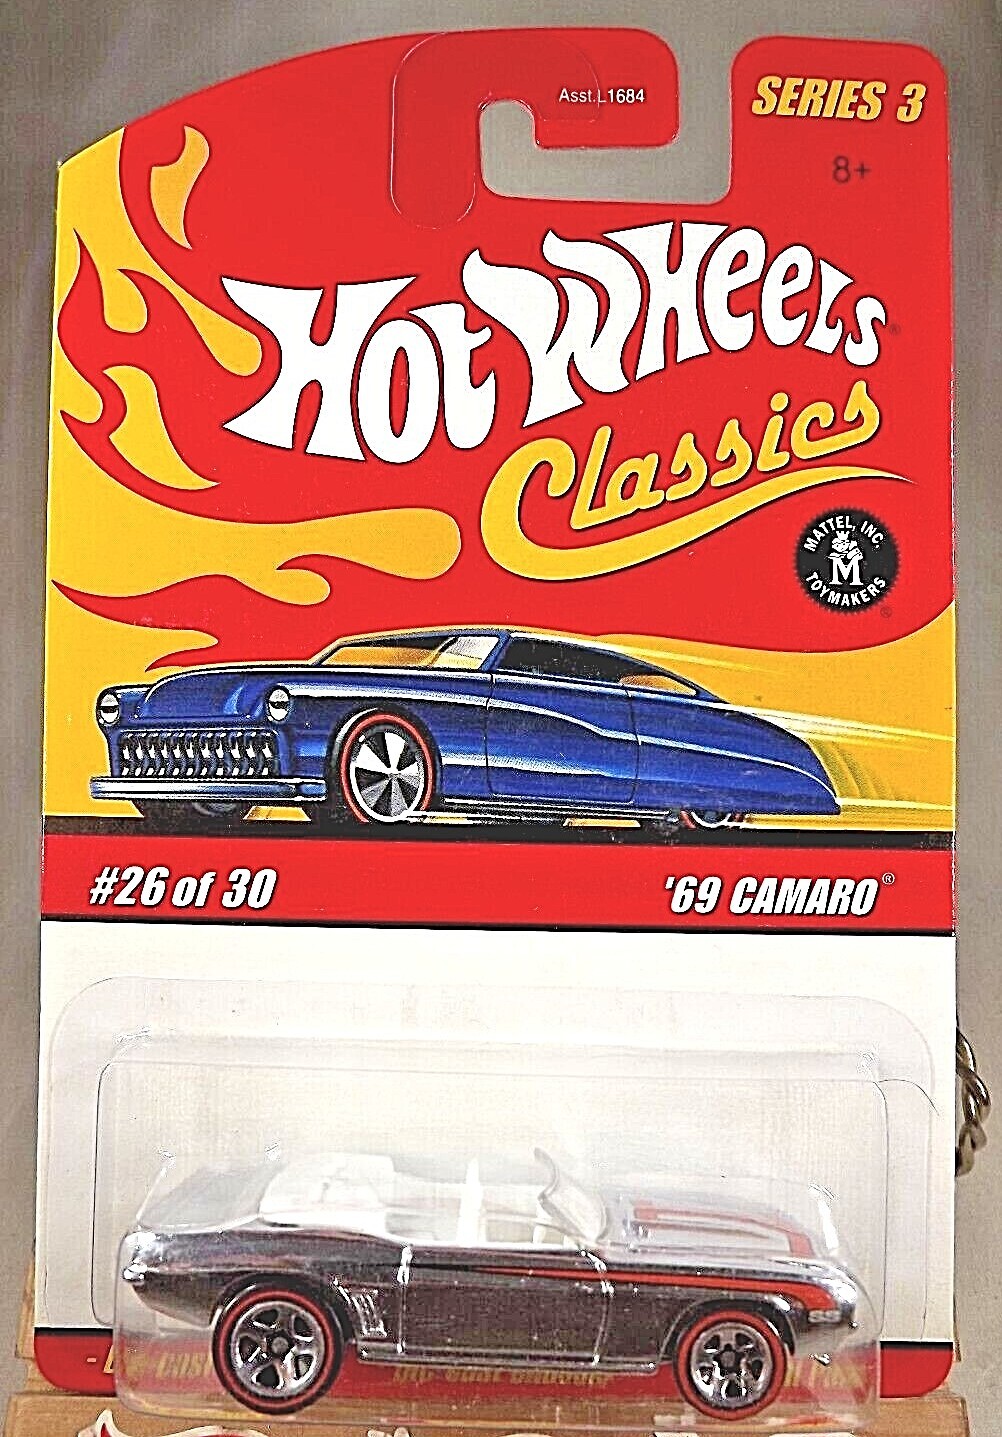 Asst.L1684
SERIES 3
8+
HOT WHEELS®
Classics
MATTEL, INC.
M
TOYMAKERS
®
#26 of 30
'69 CAMARO®